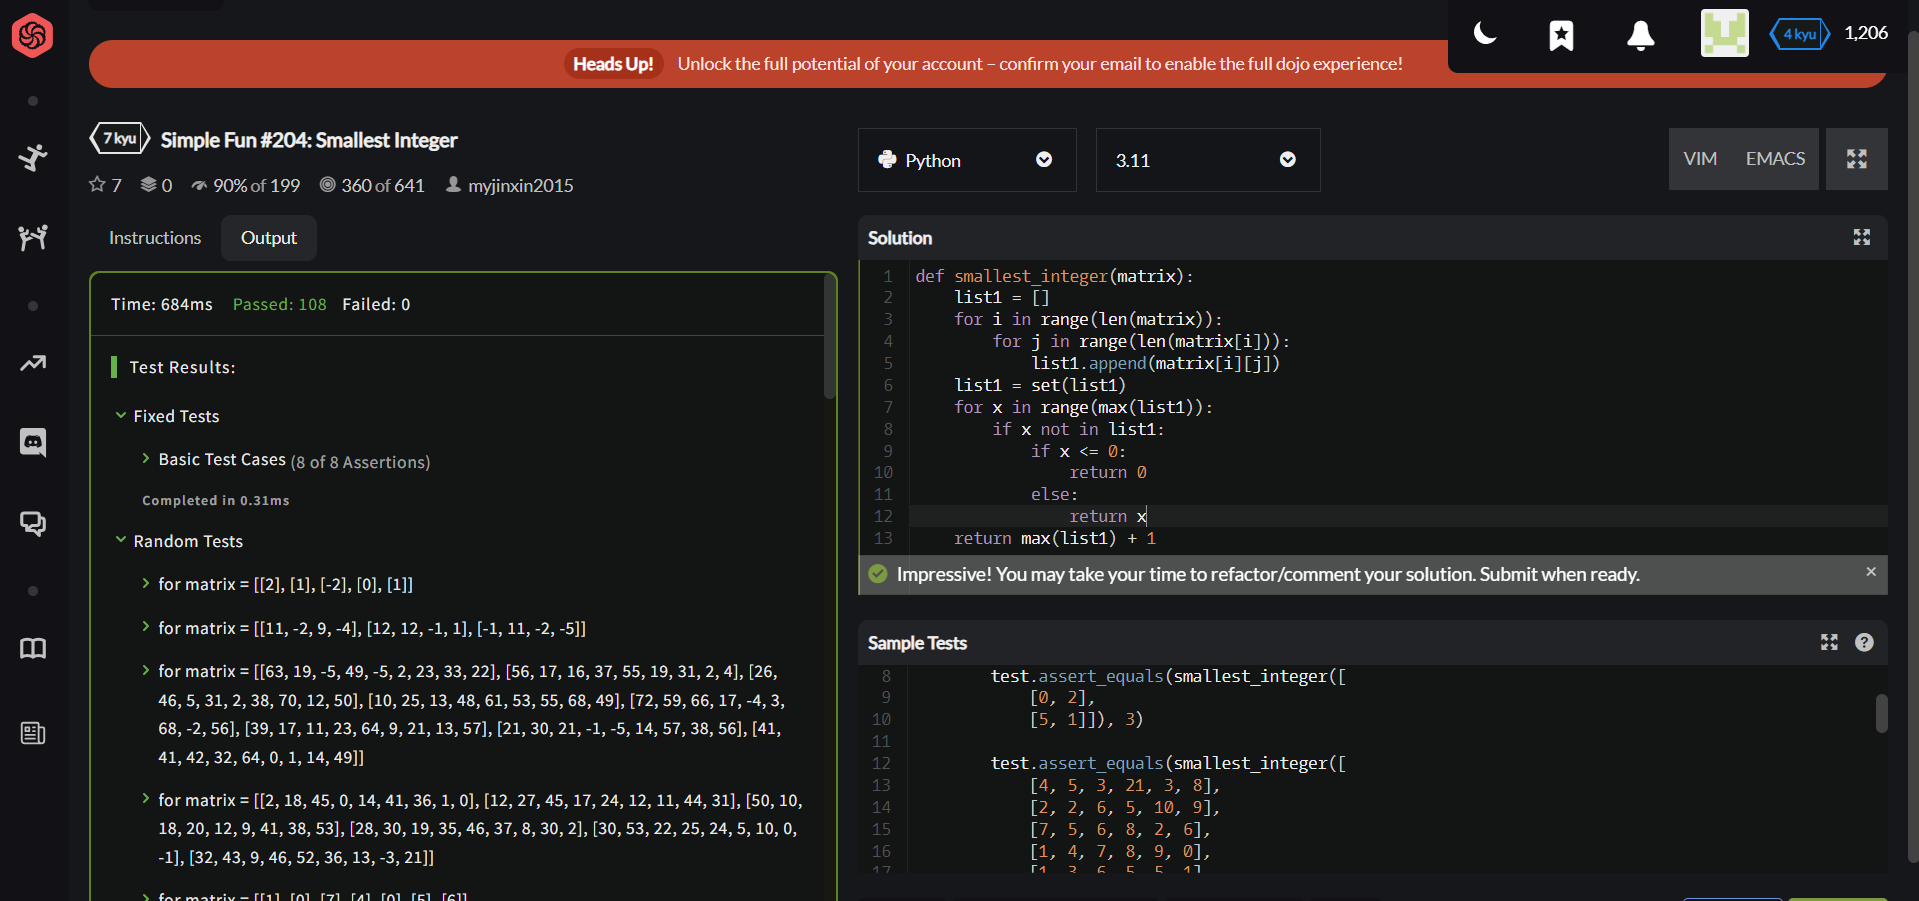 4 kyu 1,206
Heads Up! Unlock the full potential of your account – confirm your email to enable the full dojo experience!
7 kyu Simple Fun #204: Smallest Integer
7 0 90% of 199 360 of 641 myjinxin2015
Instructions Output
Time: 684ms Passed: 108 Failed: 0
Test Results:
Fixed Tests
Basic Test Cases (8 of 8 Assertions)
Completed in 0.31ms
Random Tests
for matrix = [[2], [1], [-2], [0], [1]]
for matrix = [[11, -2, 9, -4], [12, 12, -1, 1], [-1, 11, -2, -5]]
for matrix = [[63, 19, -5, 49, -5, 2, 23, 33, 22], [56, 17, 16, 37, 55, 19, 31, 2, 4], [26,
46, 5, 31, 2, 38, 70, 12, 50], [10, 25, 13, 48, 61, 53, 55, 68, 49], [72, 59, 66, 17, -4, 3,
68, -2, 56], [39, 17, 11, 23, 64, 9, 21, 13, 57], [21, 30, 21, -1, -5, 14, 57, 38, 56], [41,
41, 42, 32, 64, 0, 1, 14, 49]]
for matrix = [[2, 18, 45, 0, 14, 41, 36, 1, 0], [12, 27, 45, 17, 24, 12, 11, 44, 31], [50, 10,
18, 20, 12, 9, 41, 38, 53], [28, 30, 19, 35, 46, 37, 8, 30, 2], [30, 53, 22, 25, 24, 5, 10, 0,
-1], [32, 43, 9, 46, 52, 36, 13, -3, 21]]
for matrix = [[1], [0], [7], [4], [0], [5], [6]]
Python 3.11 VIM EMACS
Solution
1 def smallest_integer(matrix):
2     list1 = []
3     for i in range(len(matrix)):
4         for j in range(len(matrix[i])):
5             list1.append(matrix[i][j])
6     list1 = set(list1)
7     for x in range(max(list1)):
8         if x not in list1:
9             if x <= 0:
10                 return 0
11             else:
12                 return x
13     return max(list1) + 1
Impressive! You may take your time to refactor/comment your solution. Submit when ready. ×
Sample Tests ?
8         test.assert_equals(smallest_integer([
9             [0, 2],
10             [5, 1]]), 3)
11
12         test.assert_equals(smallest_integer([
13             [4, 5, 3, 21, 3, 8],
14             [2, 2, 6, 5, 10, 9],
15             [7, 5, 6, 8, 2, 6],
16             [1, 4, 7, 8, 9, 0],
17             [1, 3, 6, 5, 5, 1]